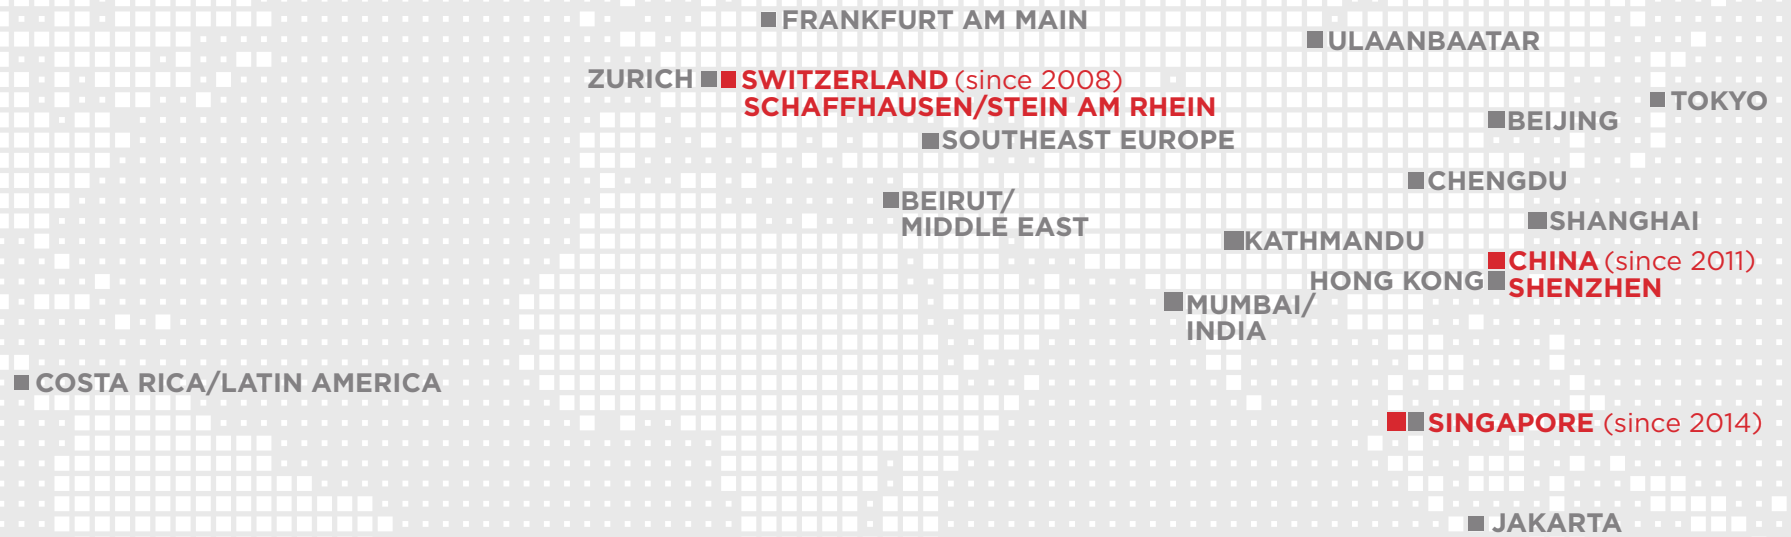 FRANKFURT AM MAIN
ULAANBAATAR
ZURICH
SWITZERLAND (since 2008)
SCHAFFHAUSEN/STEIN AM RHEIN
TOKYO
BEIJING
SOUTHEAST EUROPE
CHENGDU
BEIRUT/
MIDDLE EAST
SHANGHAI
KATHMANDU
CHINA (since 2011)
SHENZHEN
HONG KONG
MUMBAI/
INDIA
COSTA RICA/LATIN AMERICA
SINGAPORE (since 2014)
JAKARTA